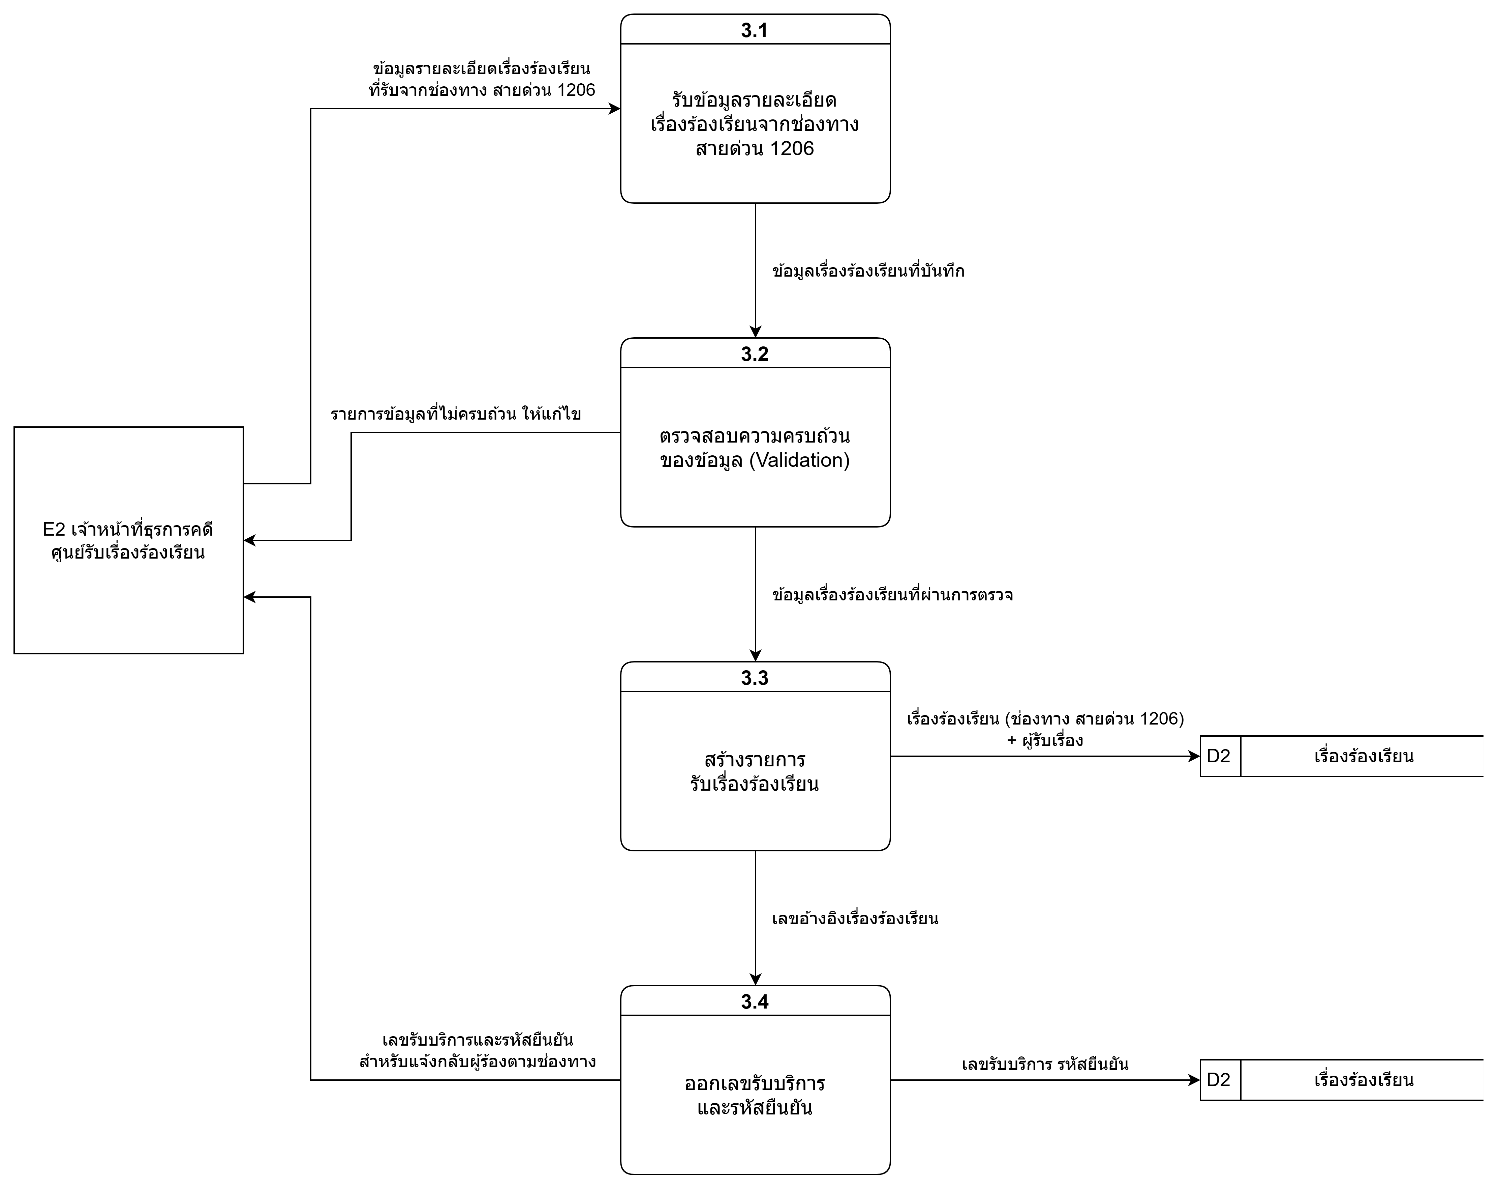 3.1
ข้อมูลรายละเอียดเรื่องร้องเรียน
ที่รับจากช่องทาง สายด่วน 1206
รับข้อมูลรายละเอียด
เรื่องร้องเรียนจากช่องทาง
สายด่วน 1206
ข้อมูลเรื่องร้องเรียนที่บันทึก
3.2
รายการข้อมูลที่ไม่ครบถ้วน ให้แก้ไข
ตรวจสอบความครบถ้วน
ของข้อมูล (Validation)
E2 เจ้าหน้าที่ธุรการคดี
ศูนย์รับเรื่องร้องเรียน
ข้อมูลเรื่องร้องเรียนที่ผ่านการตรวจ
3.3
เรื่องร้องเรียน (ช่องทาง สายด่วน 1206)
+ ผู้รับเรื่อง
สร้างรายการ
รับเรื่องร้องเรียน
D2 เรื่องร้องเรียน
เลขอ้างอิงเรื่องร้องเรียน
3.4
เลขรับบริการและรหัสยืนยัน
สำหรับแจ้งกลับผู้ร้องตามช่องทาง
ออกเลขรับบริการ
และรหัสยืนยัน
เลขรับบริการ รหัสยืนยัน
D2 เรื่องร้องเรียน